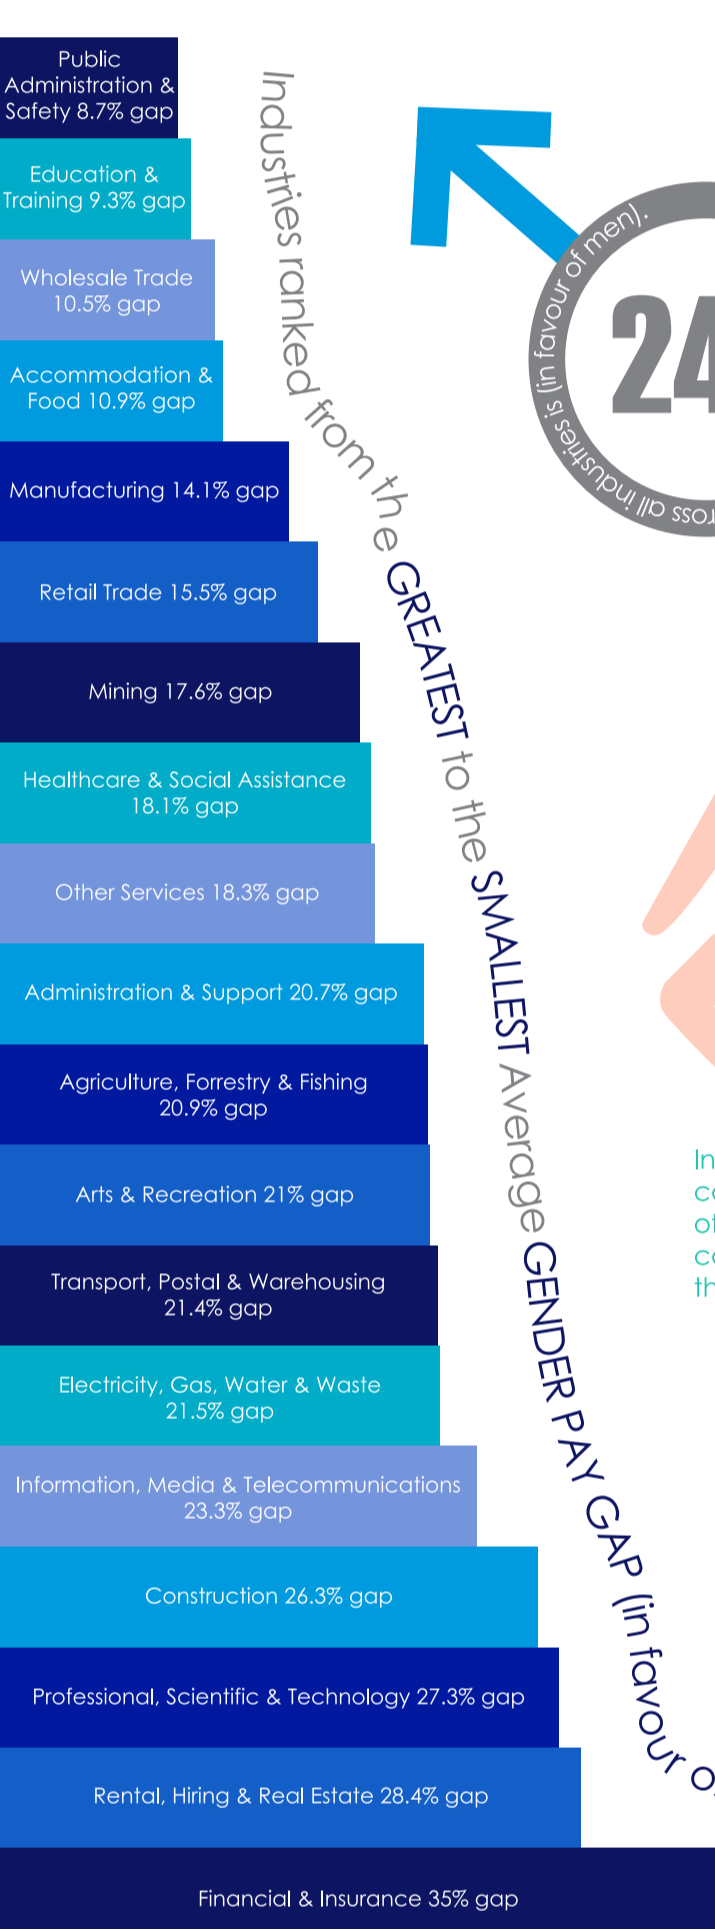 Public
Administration &
Safety 8.7% gap
Education &
Training 9.3% gap
Wholesale Trade
10.5% gap
Accommodation &
Food 10.9% gap
Manufacturing 14.1% gap
Retail Trade 15.5% gap
Mining 17.6% gap
Healthcare & Social Assistance
18.1% gap
Other Services 18.3% gap
Administration & Support 20.7% gap
Agriculture, Forrestry & Fishing
20.9% gap
Arts & Recreation 21% gap
Transport, Postal & Warehousing
21.4% gap
Electricity, Gas, Water & Waste
21.5% gap
Information, Media & Telecommunications
23.3% gap
Construction 26.3% gap
Professional, Scientific & Technology 27.3% gap
Rental, Hiring & Real Estate 28.4% gap
Financial & Insurance 35% gap
Industries ranked from the GREATEST to the SMALLEST Average GENDER PAY GAP (in favour
all industries is (in favour of men).
24
In